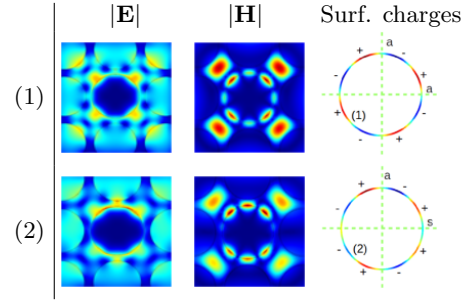 |E| |H| Surf. charges
a
+ -
- +
a
(1)
+ (1) -
- +
a
+ -
- +
s
(2)
- (2) +
+ -